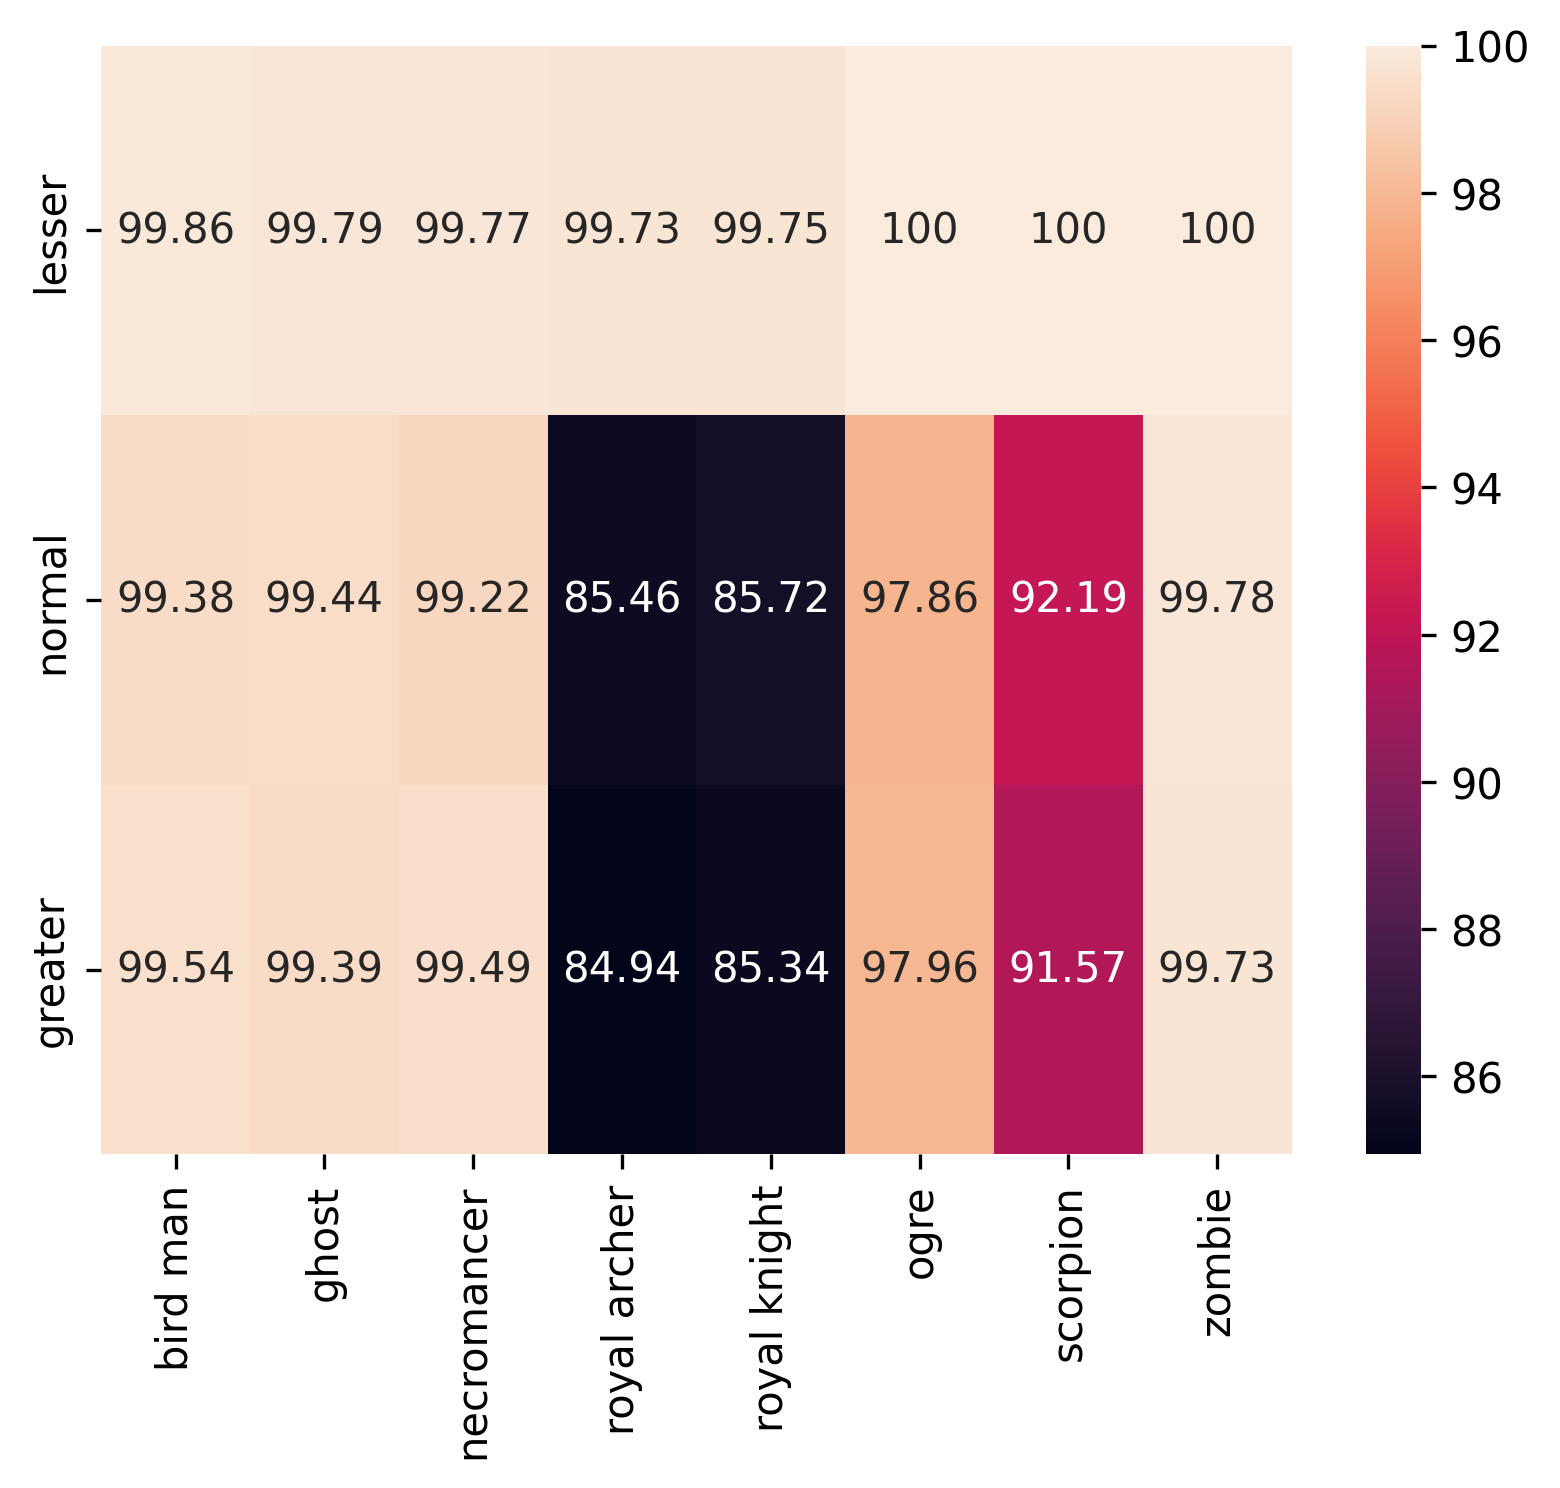 lesser 99.86 99.79 99.77 99.73 99.75 100 100 100
normal 99.38 99.44 99.22 85.46 85.72 97.86 92.19 99.78
greater 99.54 99.39 99.49 84.94 85.34 97.96 91.57 99.73
bird man
ghost
necromancer
royal archer
royal knight
ogre
scorpion
zombie
100
98
96
94
92
90
88
86